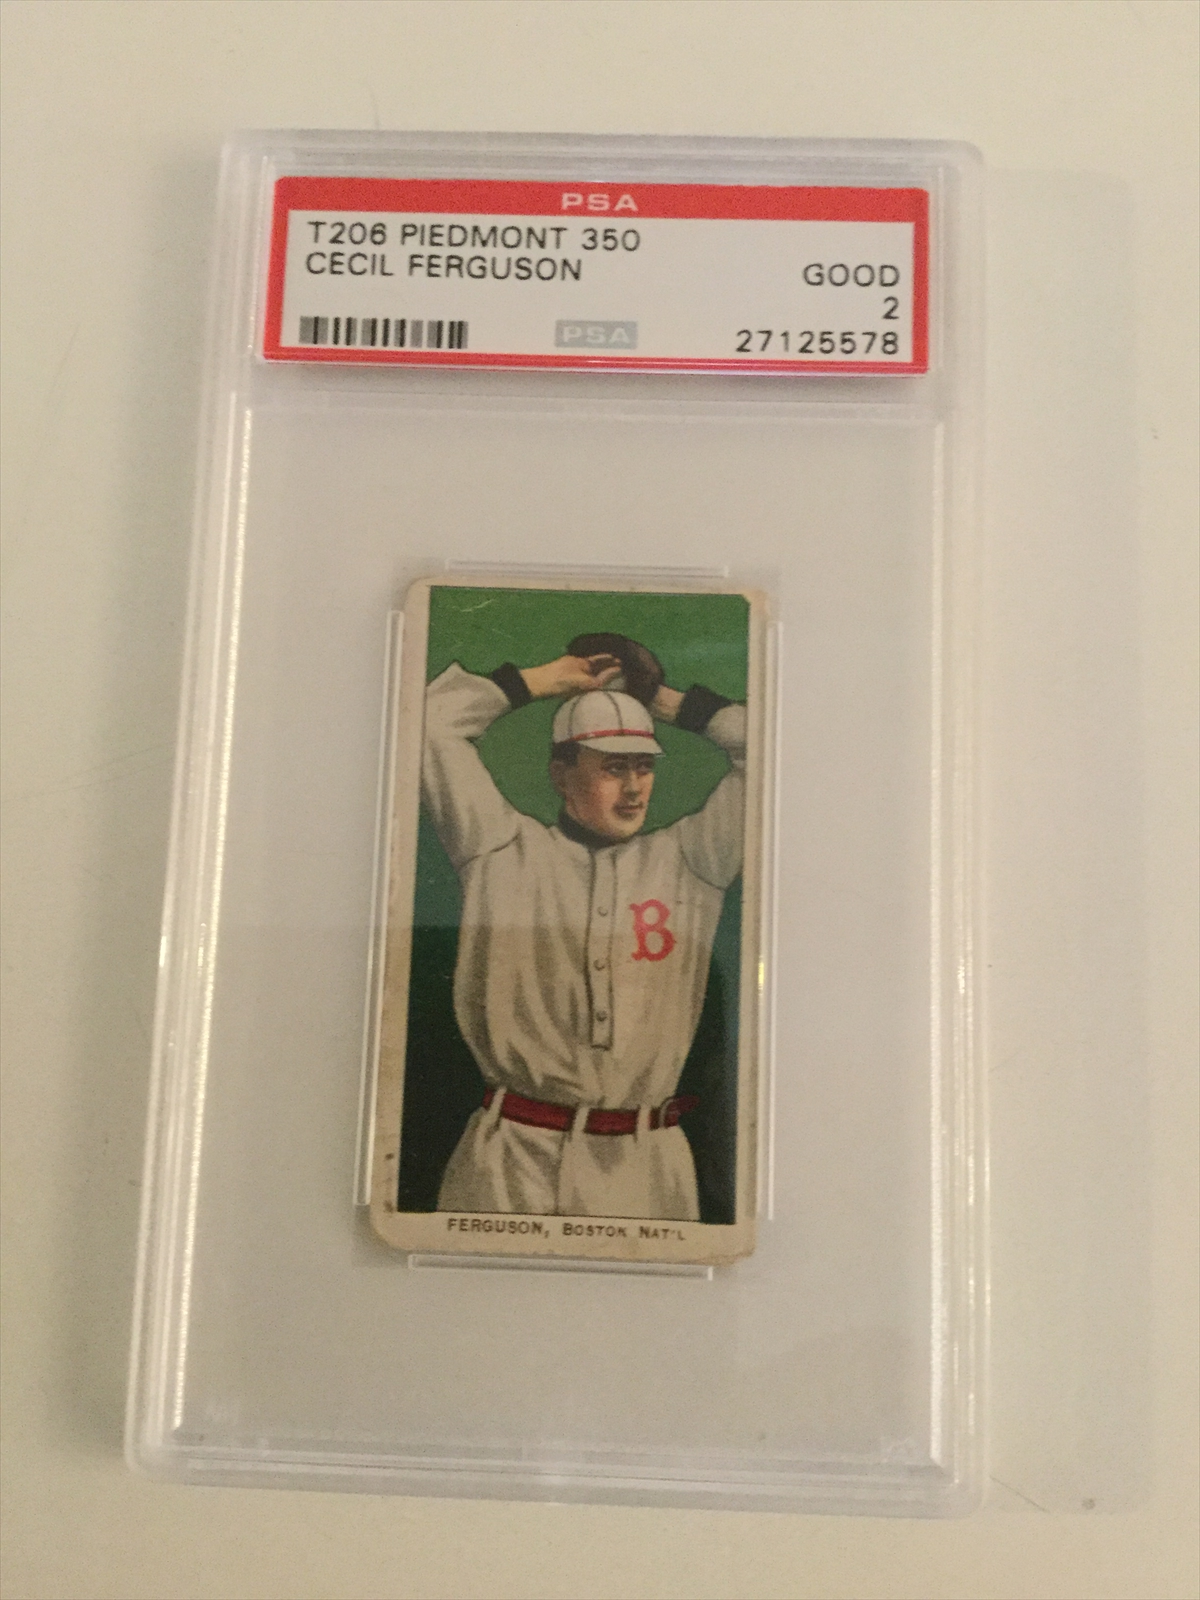 PSA
T206 PIEDMONT 350
CECIL FERGUSON
GOOD
2
PSA
27125578
B
FERGUSON, BOSTON NAT'L